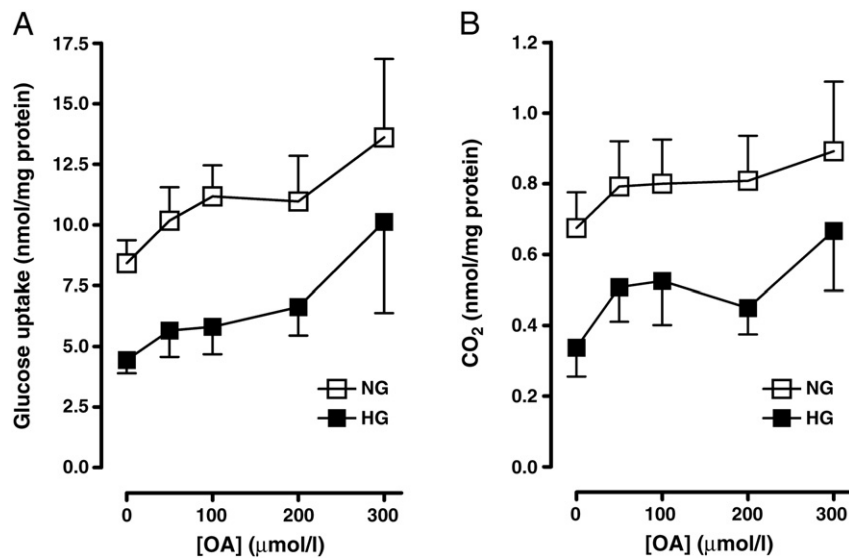 A
Glucose uptake (nmol/mg protein)
17.5
15.0
12.5
10.0
7.5
5.0
2.5
0.0
0 100 200 300
[OA] (μmol/l)
NG
HG
B
CO₂ (nmol/mg protein)
1.2
1.0
0.8
0.6
0.4
0.2
0.0
0 100 200 300
[OA] (μmol/l)
NG
HG